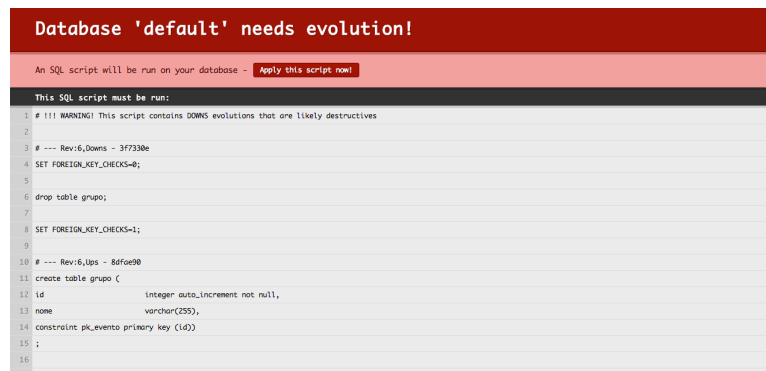 Database 'default' needs evolution!
An SQL script will be run on your database - Apply this script now!
This SQL script must be run:
1 # !!! WARNING! This script contains DOWNS evolutions that are likely destructives
2
3 # --- Rev:6,Downs - 3f7330e
4 SET FOREIGN_KEY_CHECKS=0;
5
6 drop table grupo;
7
8 SET FOREIGN_KEY_CHECKS=1;
9
10 # --- Rev:6,Ups - 8dfae90
11 create table grupo (
12 id integer auto_increment not null,
13 nome varchar(255),
14 constraint pk_evento primary key (id))
15 ;
16